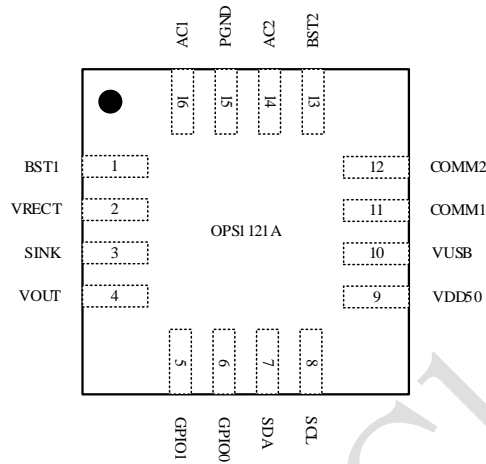 AC1
PGND
AC2
BST2
16
15
14
13
BST1 1
12 COMM2
VRECT 2
11 COMM1
OPS1121A
SINK 3
10 VUSB
VOUT 4
9 VDD50
5
6
7
8
GPIO1
GPIO0
SDA
SCL